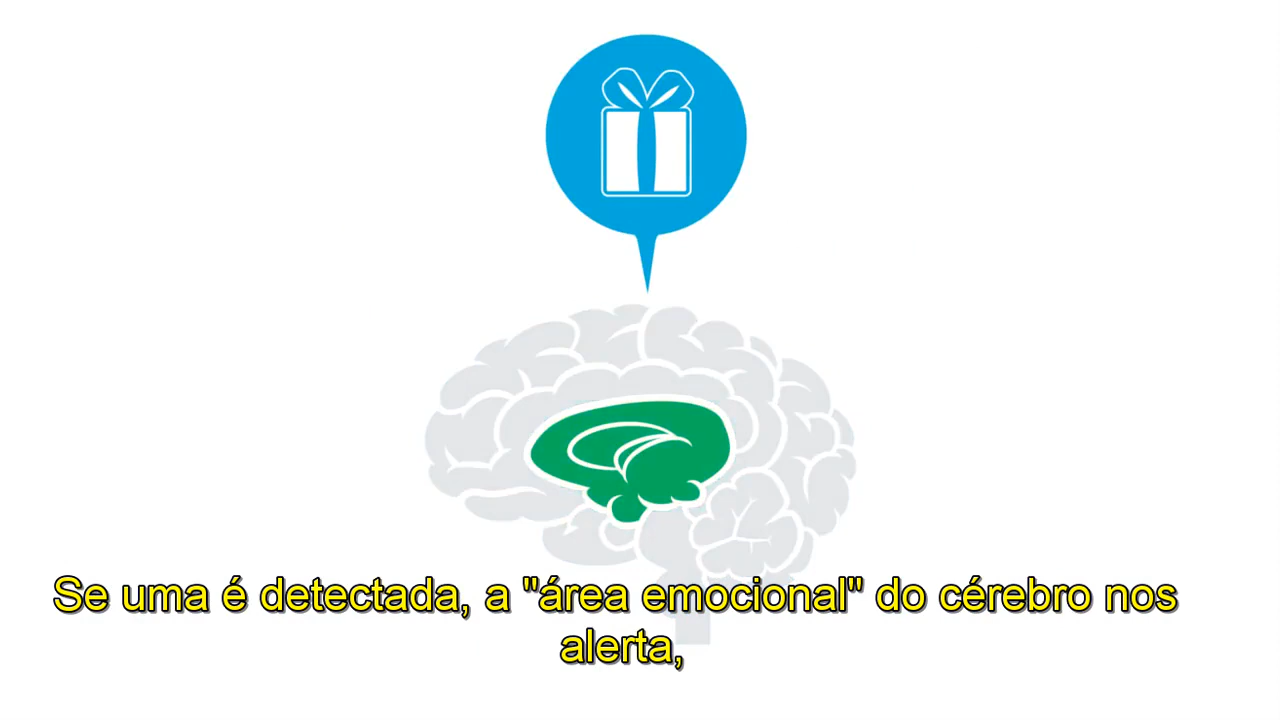 Se uma é detectada, a "área emocional" do cérebro nos
alerta,